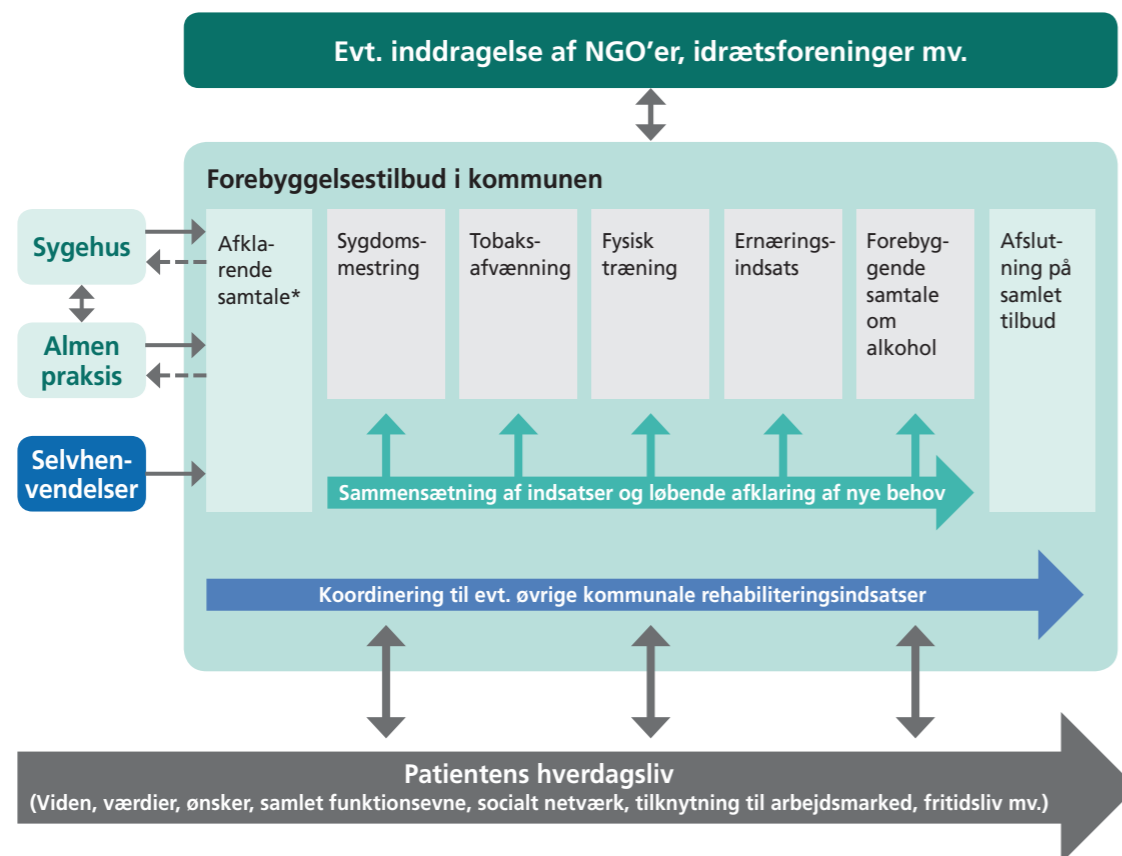 Evt. inddragelse af NGO’er, idrætsforeninger mv.
Forebyggelsestilbud i kommunen
Sygehus
Almen
praksis
Selvhen-
vendelser
Afkla-
rende
samtale*
Sygdoms-
mestring
Tobaks-
afvænning
Fysisk
træning
Ernærings-
indsats
Forebyg-
gende
samtale
om
alkohol
Afslut-
ning på
samlet
tilbud
Sammensætning af indsatser og løbende afklaring af nye behov
Koordinering til evt. øvrige kommunale rehabiliteringsindsatser
Patientens hverdagsliv
(Viden, værdier, ønsker, samlet funktionsevne, socialt netværk, tilknytning til arbejdsmarked, fritidsliv mv.)